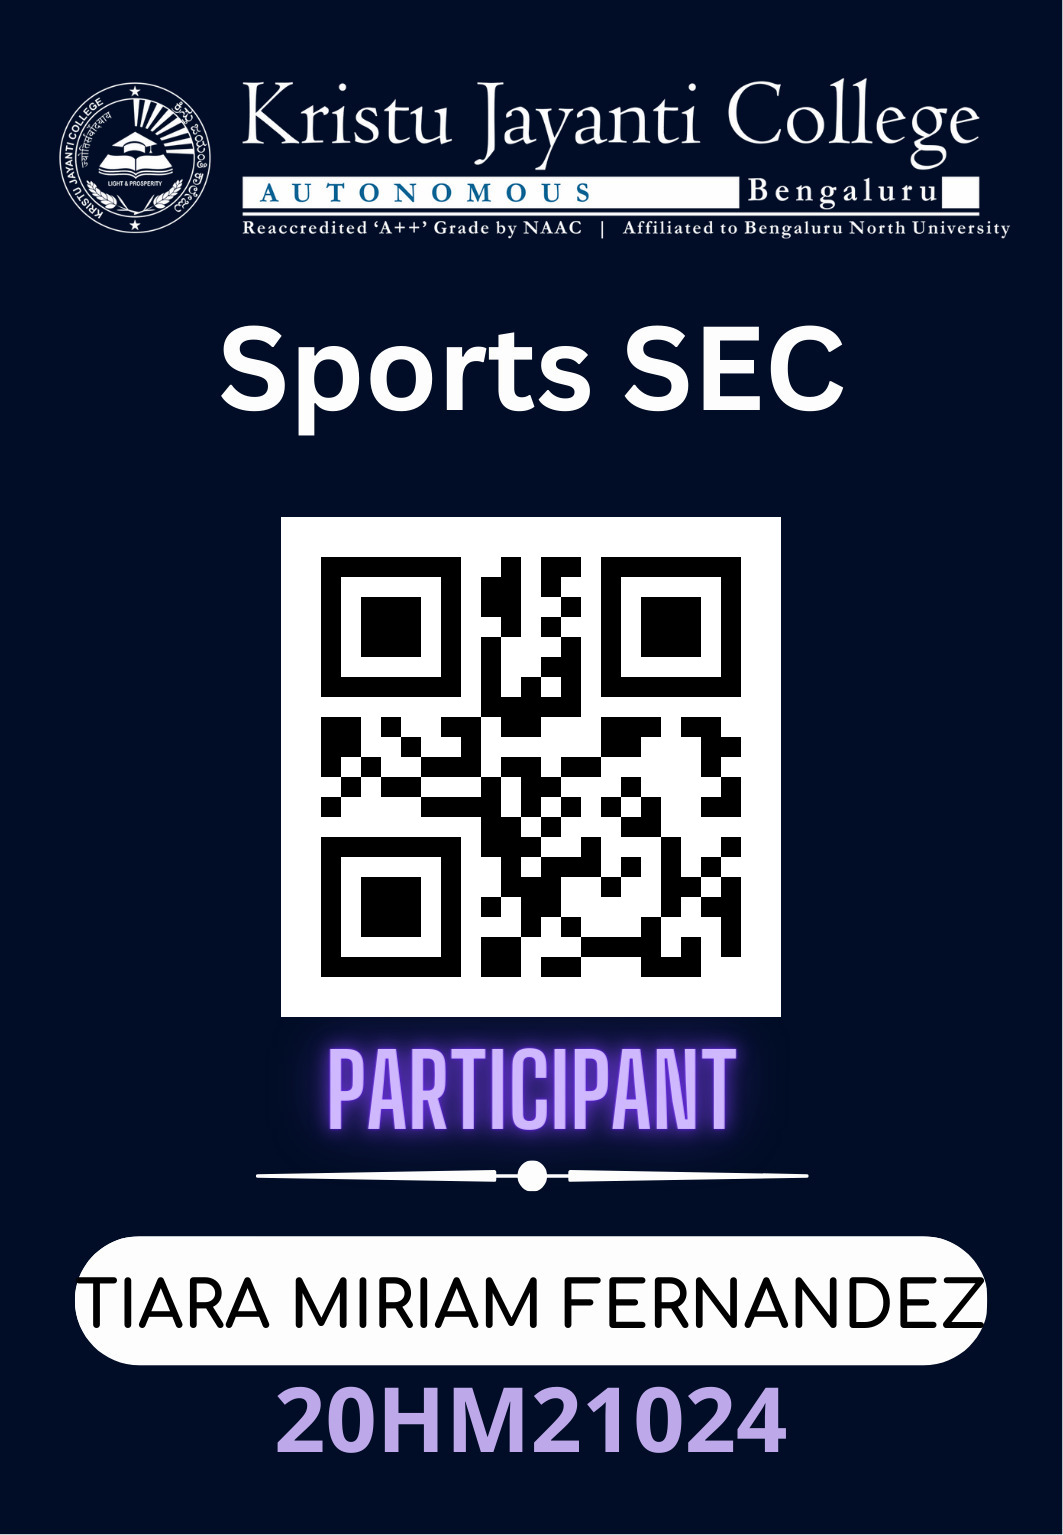 KRISTU JAYANTI COLLEGE
ಕ್ರಿಸ್ತು ಜಯಂತಿ ಕಾಲೇಜು
LIGHT & PROSPERITY
Kristu Jayanti College
AUTONOMOUS Bengaluru
Reaccredited ‘A++’ Grade by NAAC | Affiliated to Bengaluru North University
Sports SEC
PARTICIPANT
TIARA MIRIAM FERNANDEZ
20HM21024